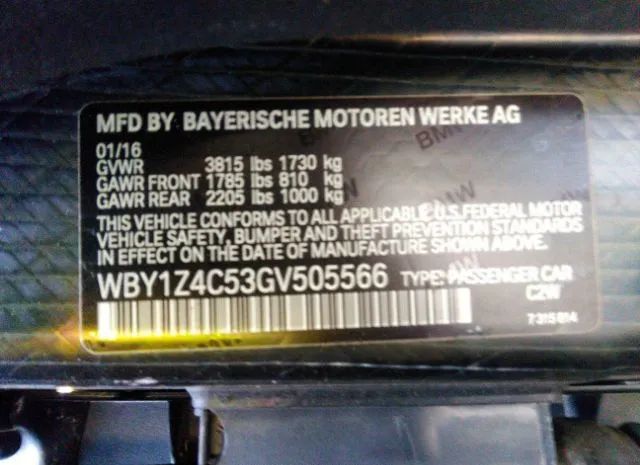 MFD BY BAYERISCHE MOTOREN WERKE AG
01/16
GVWR 3815 lbs 1730 kg
GAWR FRONT 1785 lbs 810 kg
GAWR REAR 2205 lbs 1000 kg
THIS VEHICLE CONFORMS TO ALL APPLICABLE U.S. FEDERAL MOTOR
VEHICLE SAFETY, BUMPER AND THEFT PREVENTION STANDARDS
IN EFFECT ON THE DATE OF MANUFACTURE SHOWN ABOVE
WBY1Z4C53GV505566 TYPE: PASSENGER CAR
C2W
7315814
BMW
BMW